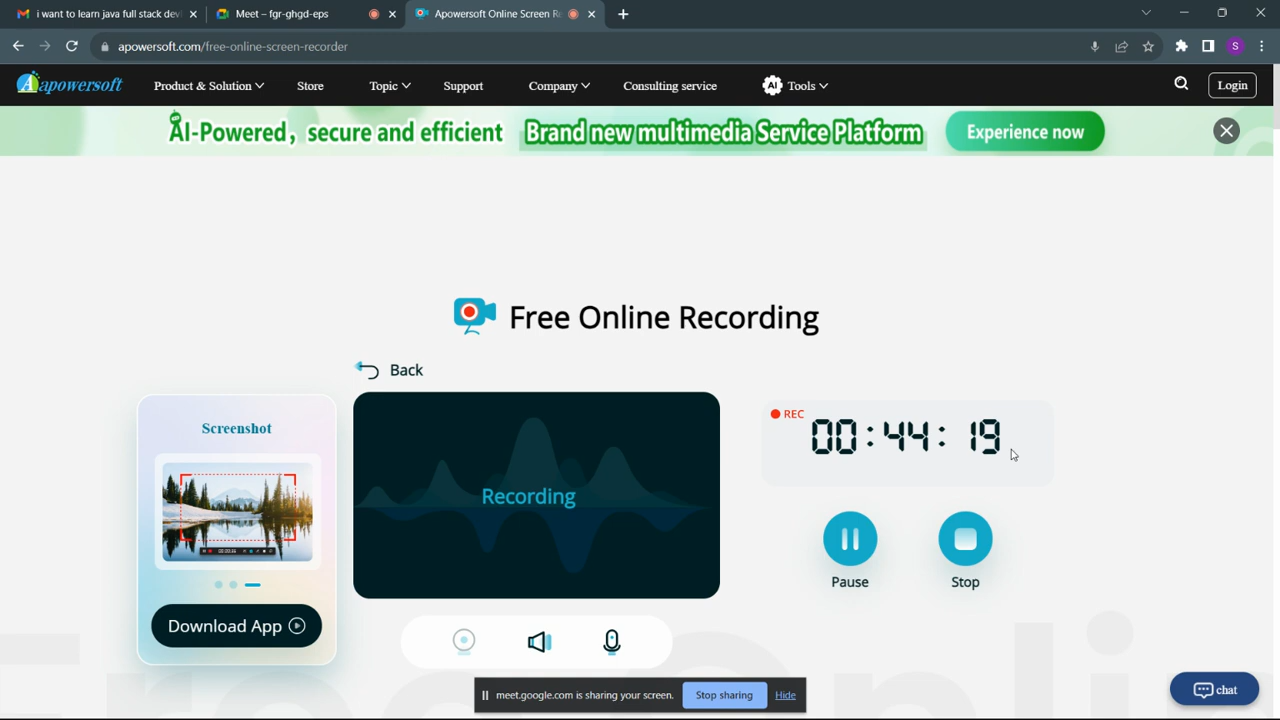 i want to learn java full stack dev
Meet – fgr-ghgd-eps
Apowersoft Online Screen R
apowersoft.com/free-online-screen-recorder
S
apowersoft
Product & Solution
Store
Topic
Support
Company
Consulting service
AI Tools
Login
AI-Powered, secure and efficient Brand new multimedia Service Platform
Experience now
Free Online Recording
Back
Screenshot
REC
00:44:19
Recording
Pause
Stop
Download App
meet.google.com is sharing your screen.
Stop sharing
Hide
chat